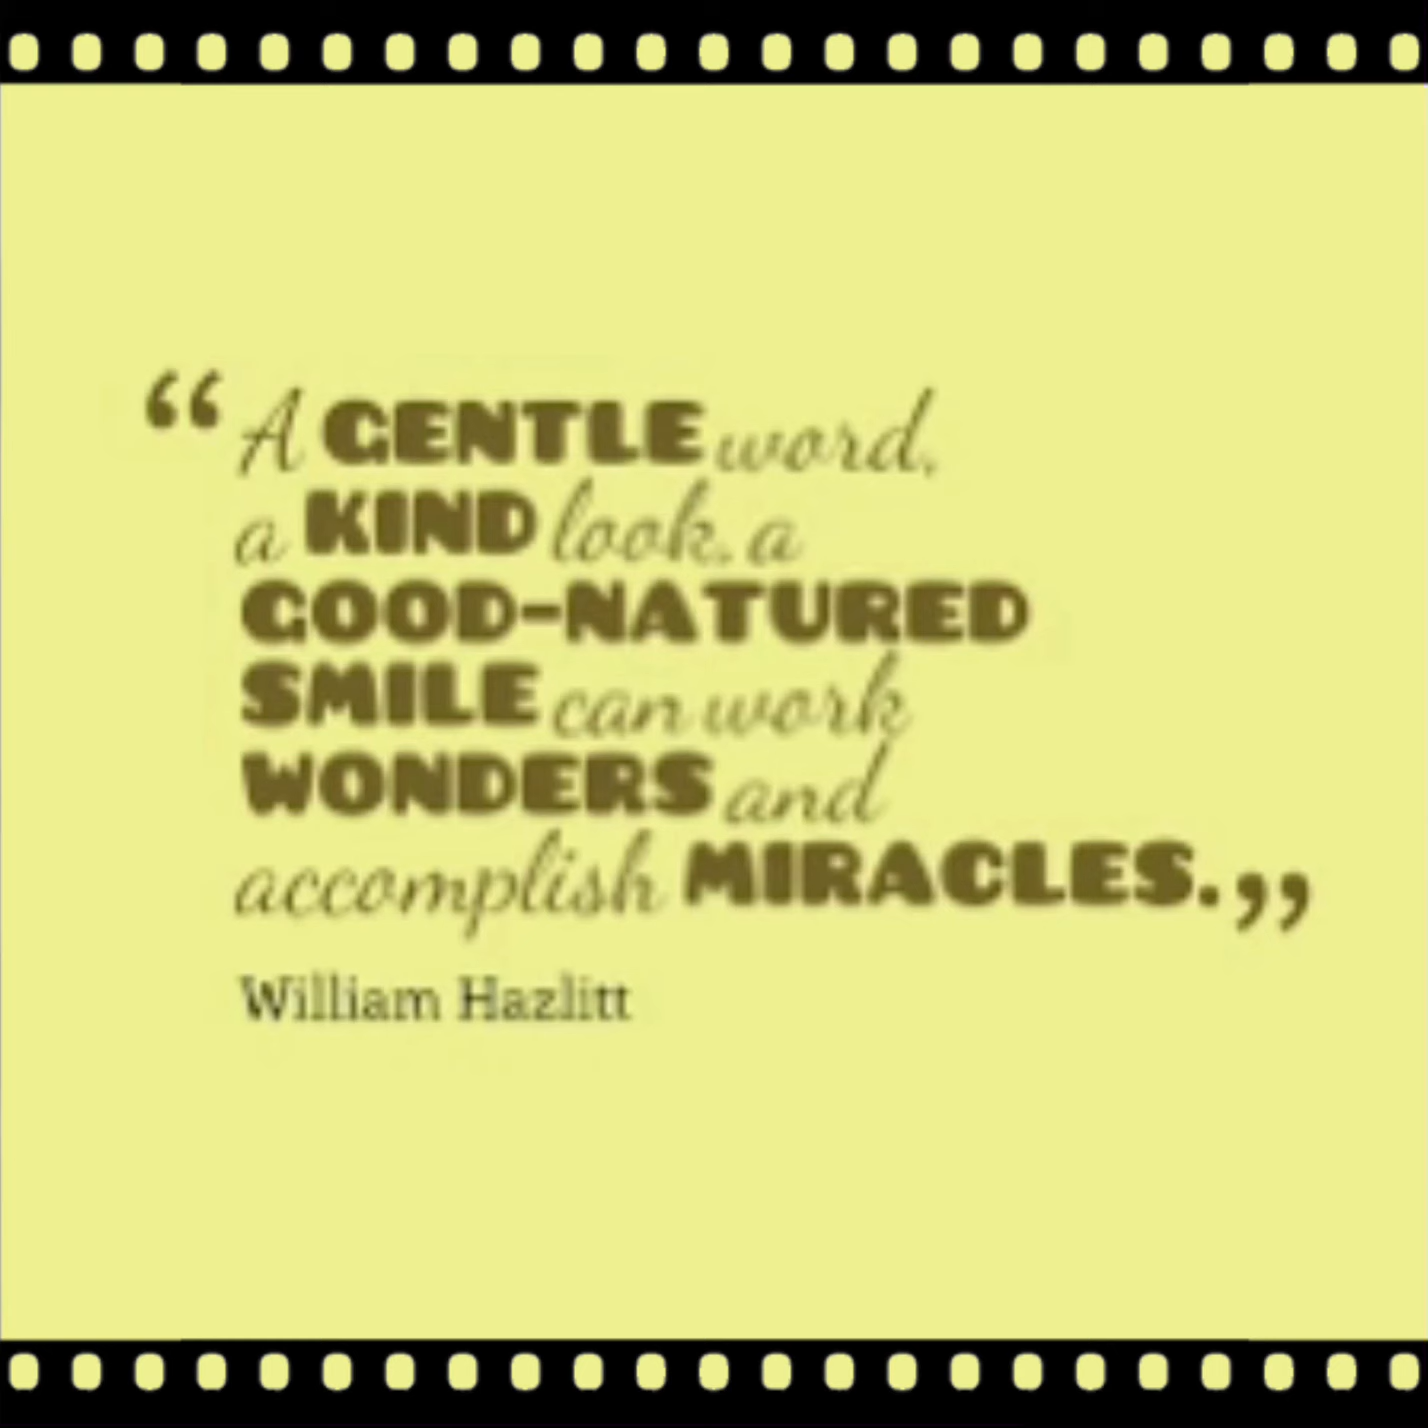 “A GENTLE word,
a KIND look, a
GOOD-NATURED
SMILE can work
WONDERS and
accomplish MIRACLES.”
William Hazlitt